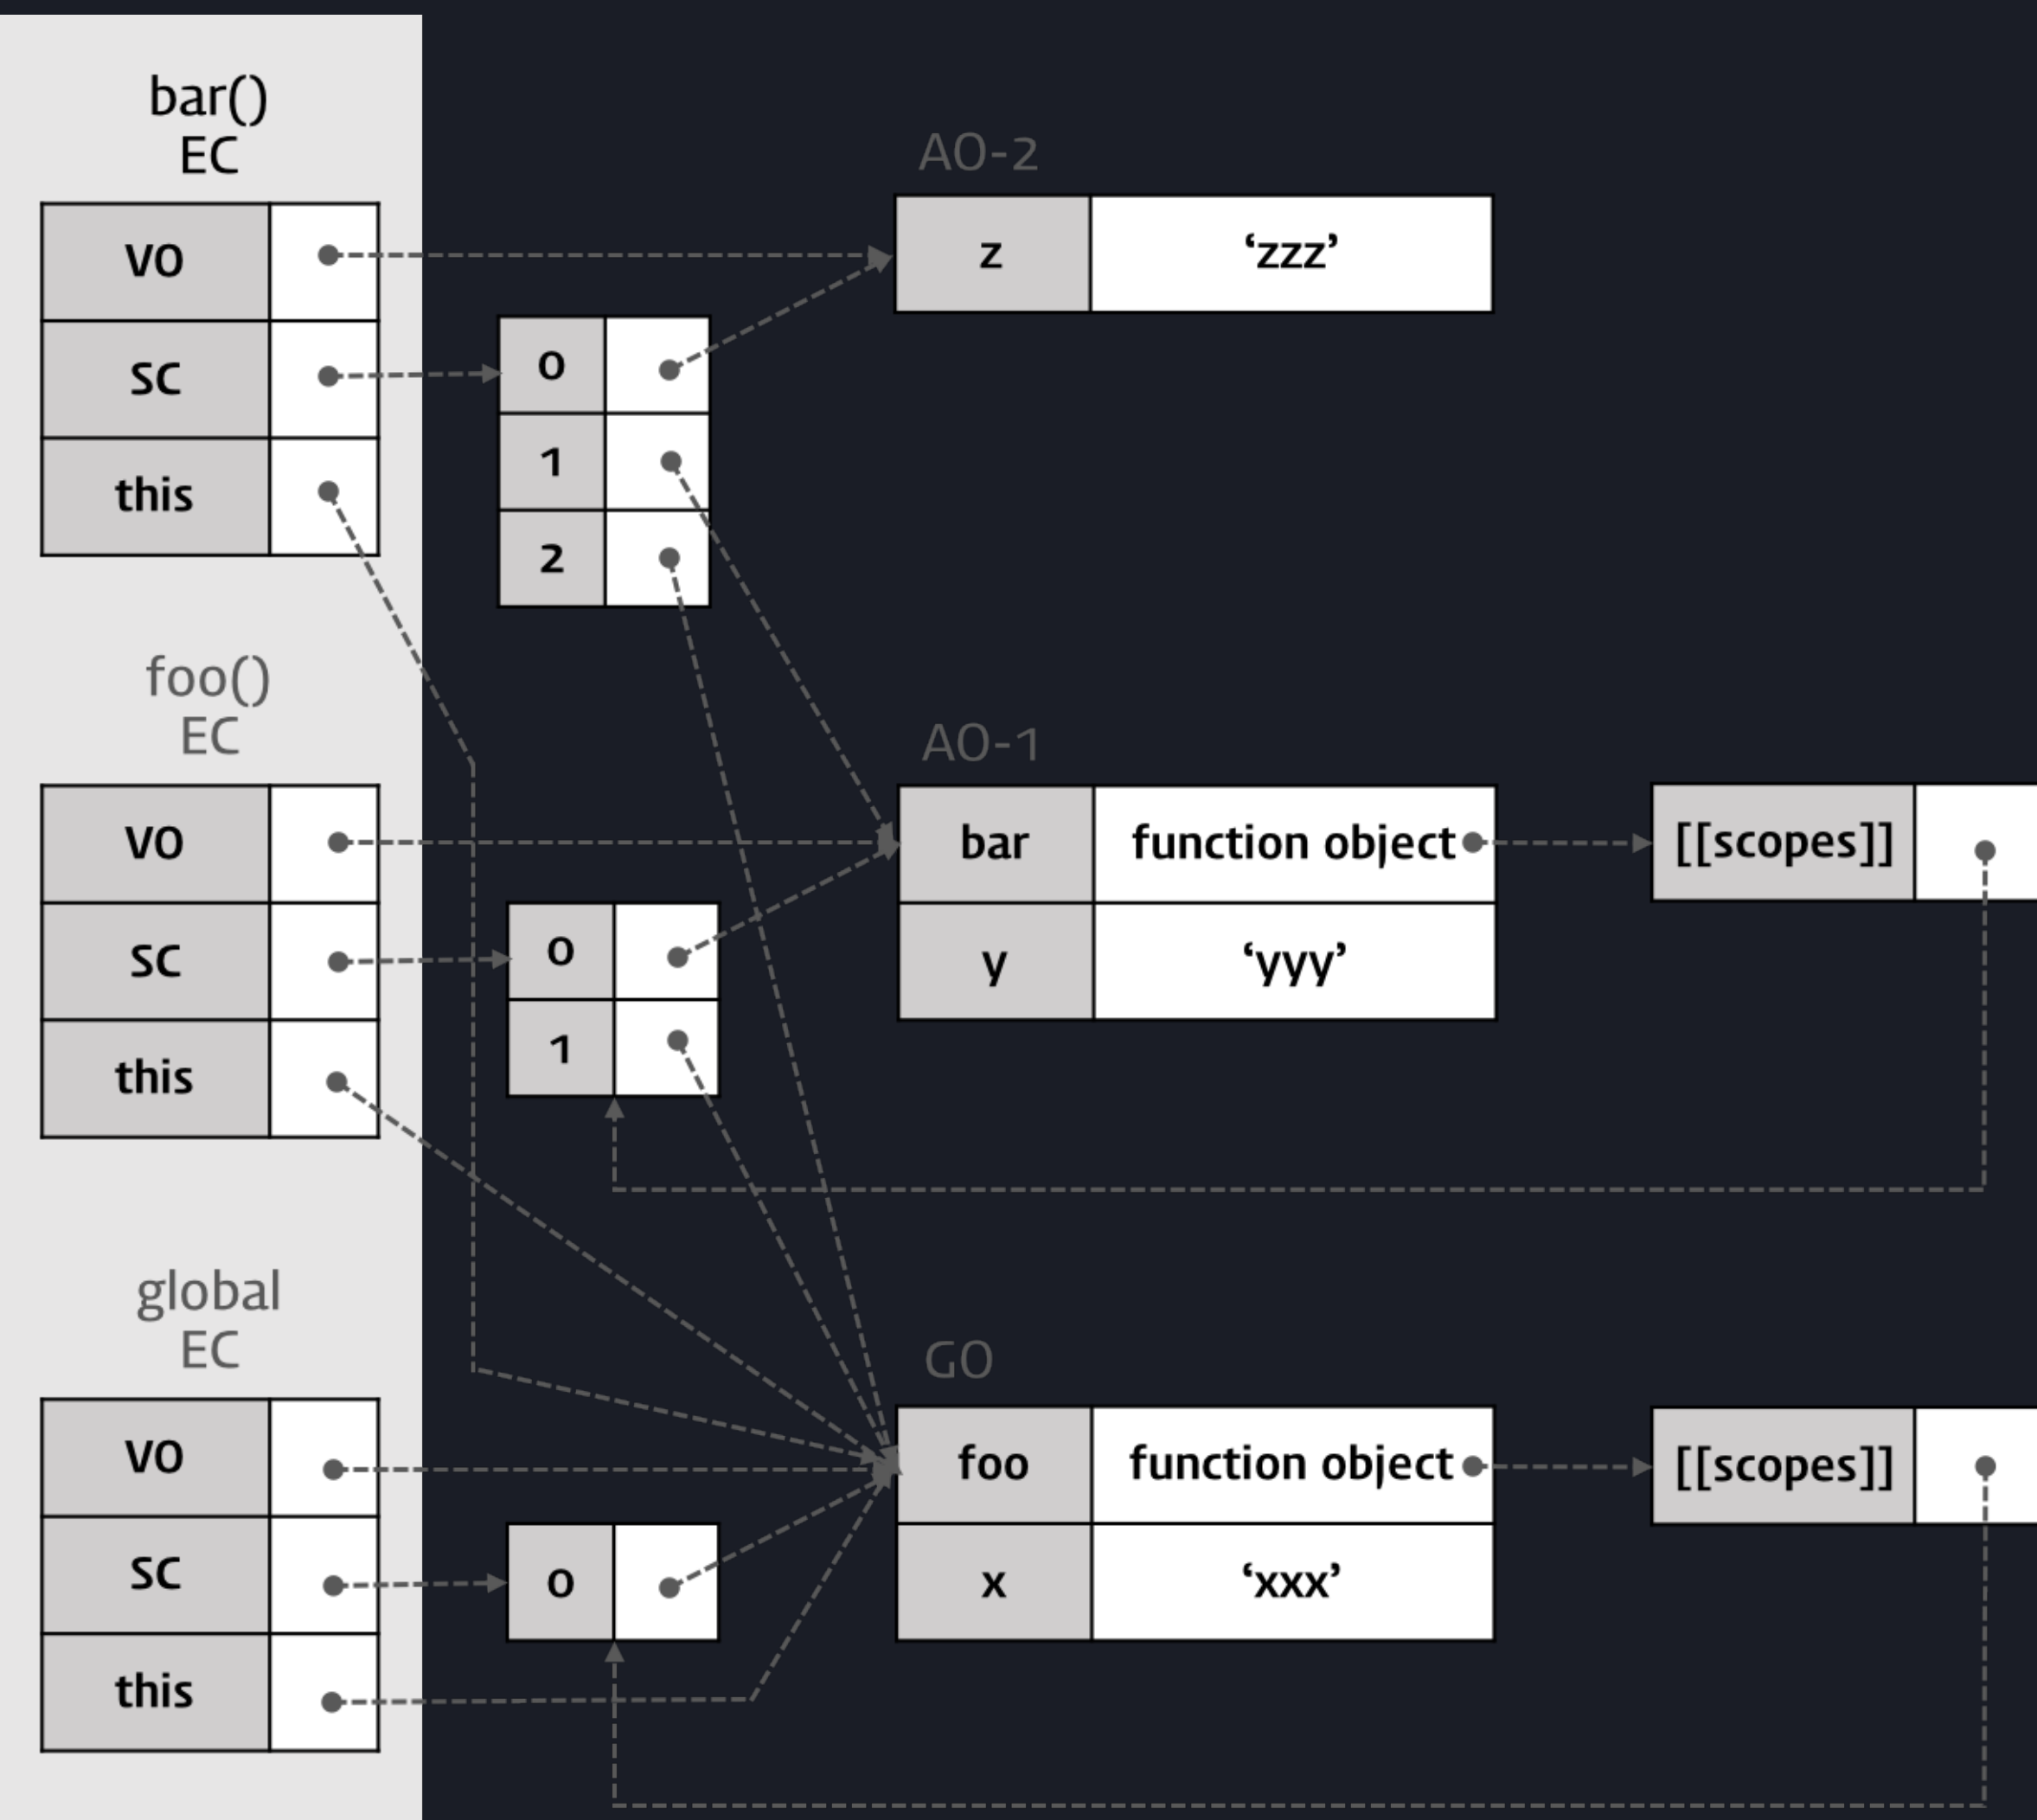 bar()
EC
VO
SC
this
0
1
2
AO-2
z ‘zzz’
foo()
EC
VO
SC
this
0
1
AO-1
bar function object
y ‘yyy’
[[scopes]]
global
EC
VO
SC
this
0
GO
foo function object
x ‘xxx’
[[scopes]]